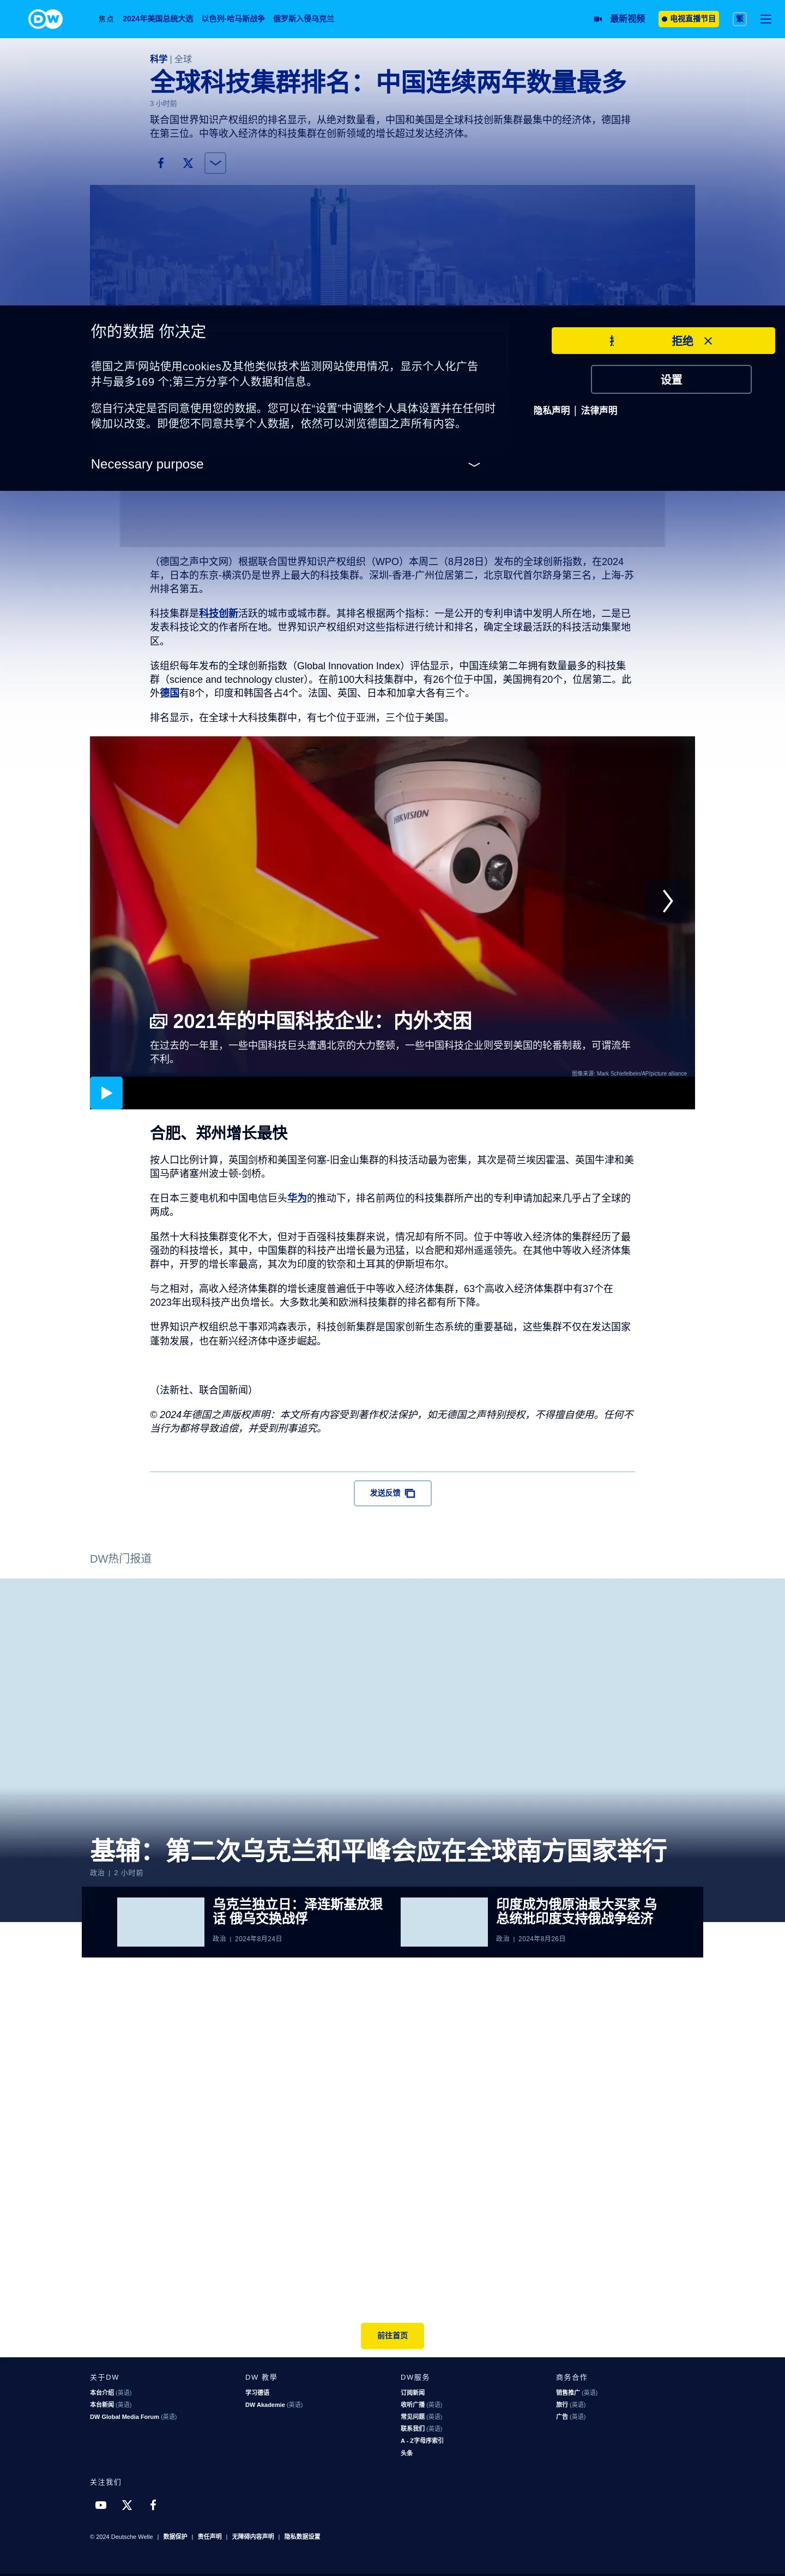 DW
焦点 2024年美国总统大选 以色列-哈马斯战争 俄罗斯入侵乌克兰 最新视频 电视直播节目 繁
科学 | 全球
全球科技集群排名：中国连续两年数量最多
3 小时前
联合国世界知识产权组织的排名显示，从绝对数量看，中国和美国是全球科技创新集群最集中的经济体，德国排
在第三位。中等收入经济体的科技集群在创新领域的增长超过发达经济体。
你的数据 你决定
德国之声'网站使用cookies及其他类似技术监测网站使用情况，显示个人化广告
并与最多169 个;第三方分享个人数据和信息。
您自行决定是否同意使用您的数据。您可以在“设置”中调整个人具体设置并在任何时
候加以改变。即便您不同意共享个人数据，依然可以浏览德国之声所有内容。
Necessary purpose
拒绝
设置
隐私声明 | 法律声明
（德国之声中文网）根据联合国世界知识产权组织（WPO）本周二（8月28日）发布的全球创新指数，在2024
年，日本的东京-横滨仍是世界上最大的科技集群。深圳-香港-广州位居第二，北京取代首尔跻身第三名，上海-苏
州排名第五。
科技集群是科技创新活跃的城市或城市群。其排名根据两个指标：一是公开的专利申请中发明人所在地，二是已
发表科技论文的作者所在地。世界知识产权组织对这些指标进行统计和排名，确定全球最活跃的科技活动集聚地
区。
该组织每年发布的全球创新指数（Global Innovation Index）评估显示，中国连续第二年拥有数量最多的科技集
群（science and technology cluster）。在前100大科技集群中，有26个位于中国，美国拥有20个，位居第二。此
外德国有8个，印度和韩国各占4个。法国、英国、日本和加拿大各有三个。
排名显示，在全球十大科技集群中，有七个位于亚洲，三个位于美国。
HIKVISION
2021年的中国科技企业：内外交困
在过去的一年里，一些中国科技巨头遭遇北京的大力整顿，一些中国科技企业则受到美国的轮番制裁，可谓流年
不利。
图像来源: Mark Schiefelbein/AP/picture alliance
合肥、郑州增长最快
按人口比例计算，英国剑桥和美国圣何塞-旧金山集群的科技活动最为密集，其次是荷兰埃因霍温、英国牛津和美
国马萨诸塞州波士顿-剑桥。
在日本三菱电机和中国电信巨头华为的推动下，排名前两位的科技集群所产出的专利申请加起来几乎占了全球的
两成。
虽然十大科技集群变化不大，但对于百强科技集群来说，情况却有所不同。位于中等收入经济体的集群经历了最
强劲的科技增长，其中，中国集群的科技产出增长最为迅猛，以合肥和郑州遥遥领先。在其他中等收入经济体集
群中，开罗的增长率最高，其次为印度的钦奈和土耳其的伊斯坦布尔。
与之相对，高收入经济体集群的增长速度普遍低于中等收入经济体集群，63个高收入经济体集群中有37个在
2023年出现科技产出负增长。大多数北美和欧洲科技集群的排名都有所下降。
世界知识产权组织总干事邓鸿森表示，科技创新集群是国家创新生态系统的重要基础，这些集群不仅在发达国家
蓬勃发展，也在新兴经济体中逐步崛起。
（法新社、联合国新闻）
© 2024年德国之声版权声明：本文所有内容受到著作权法保护，如无德国之声特别授权，不得擅自使用。任何不
当行为都将导致追偿，并受到刑事追究。
发送反馈
DW热门报道
基辅：第二次乌克兰和平峰会应在全球南方国家举行
政治 | 2 小时前
乌克兰独立日：泽连斯基放狠
话 俄乌交换战俘
政治 | 2024年8月24日
印度成为俄原油最大买家 乌
总统批印度支持俄战争经济
政治 | 2024年8月26日
前往首页
关于DW
本台介绍 (英语)
本台新闻 (英语)
DW Global Media Forum (英语)
DW 教學
学习德语
DW Akademie (英语)
DW服务
订阅新闻
收听广播 (英语)
常见问题 (英语)
联系我们 (英语)
A - Z字母序索引
头条
商务合作
销售推广 (英语)
旅行 (英语)
广告 (英语)
关注我们
© 2024 Deutsche Welle | 数据保护 | 责任声明 | 无障碍内容声明 | 隐私数据设置